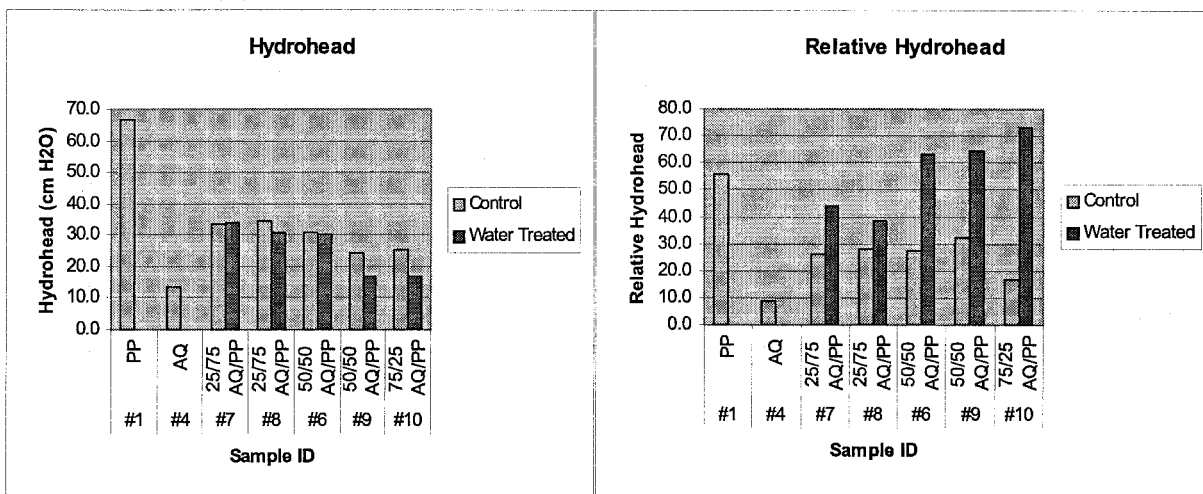 Hydrohead
Hydrohead (cm H2O)
70.0
60.0
50.0
40.0
30.0
20.0
10.0
0.0
PP
AQ
25/75 AQ/PP
25/75 AQ/PP
50/50 AQ/PP
50/50 AQ/PP
75/25 AQ/PP
#1 #4 #7 #8 #6 #9 #10
Sample ID
Control
Water Treated
Relative Hydrohead
Relative Hydrohead
80.0
70.0
60.0
50.0
40.0
30.0
20.0
10.0
0.0
PP
AQ
25/75 AQ/PP
25/75 AQ/PP
50/50 AQ/PP
50/50 AQ/PP
75/25 AQ/PP
#1 #4 #7 #8 #6 #9 #10
Sample ID
Control
Water Treated